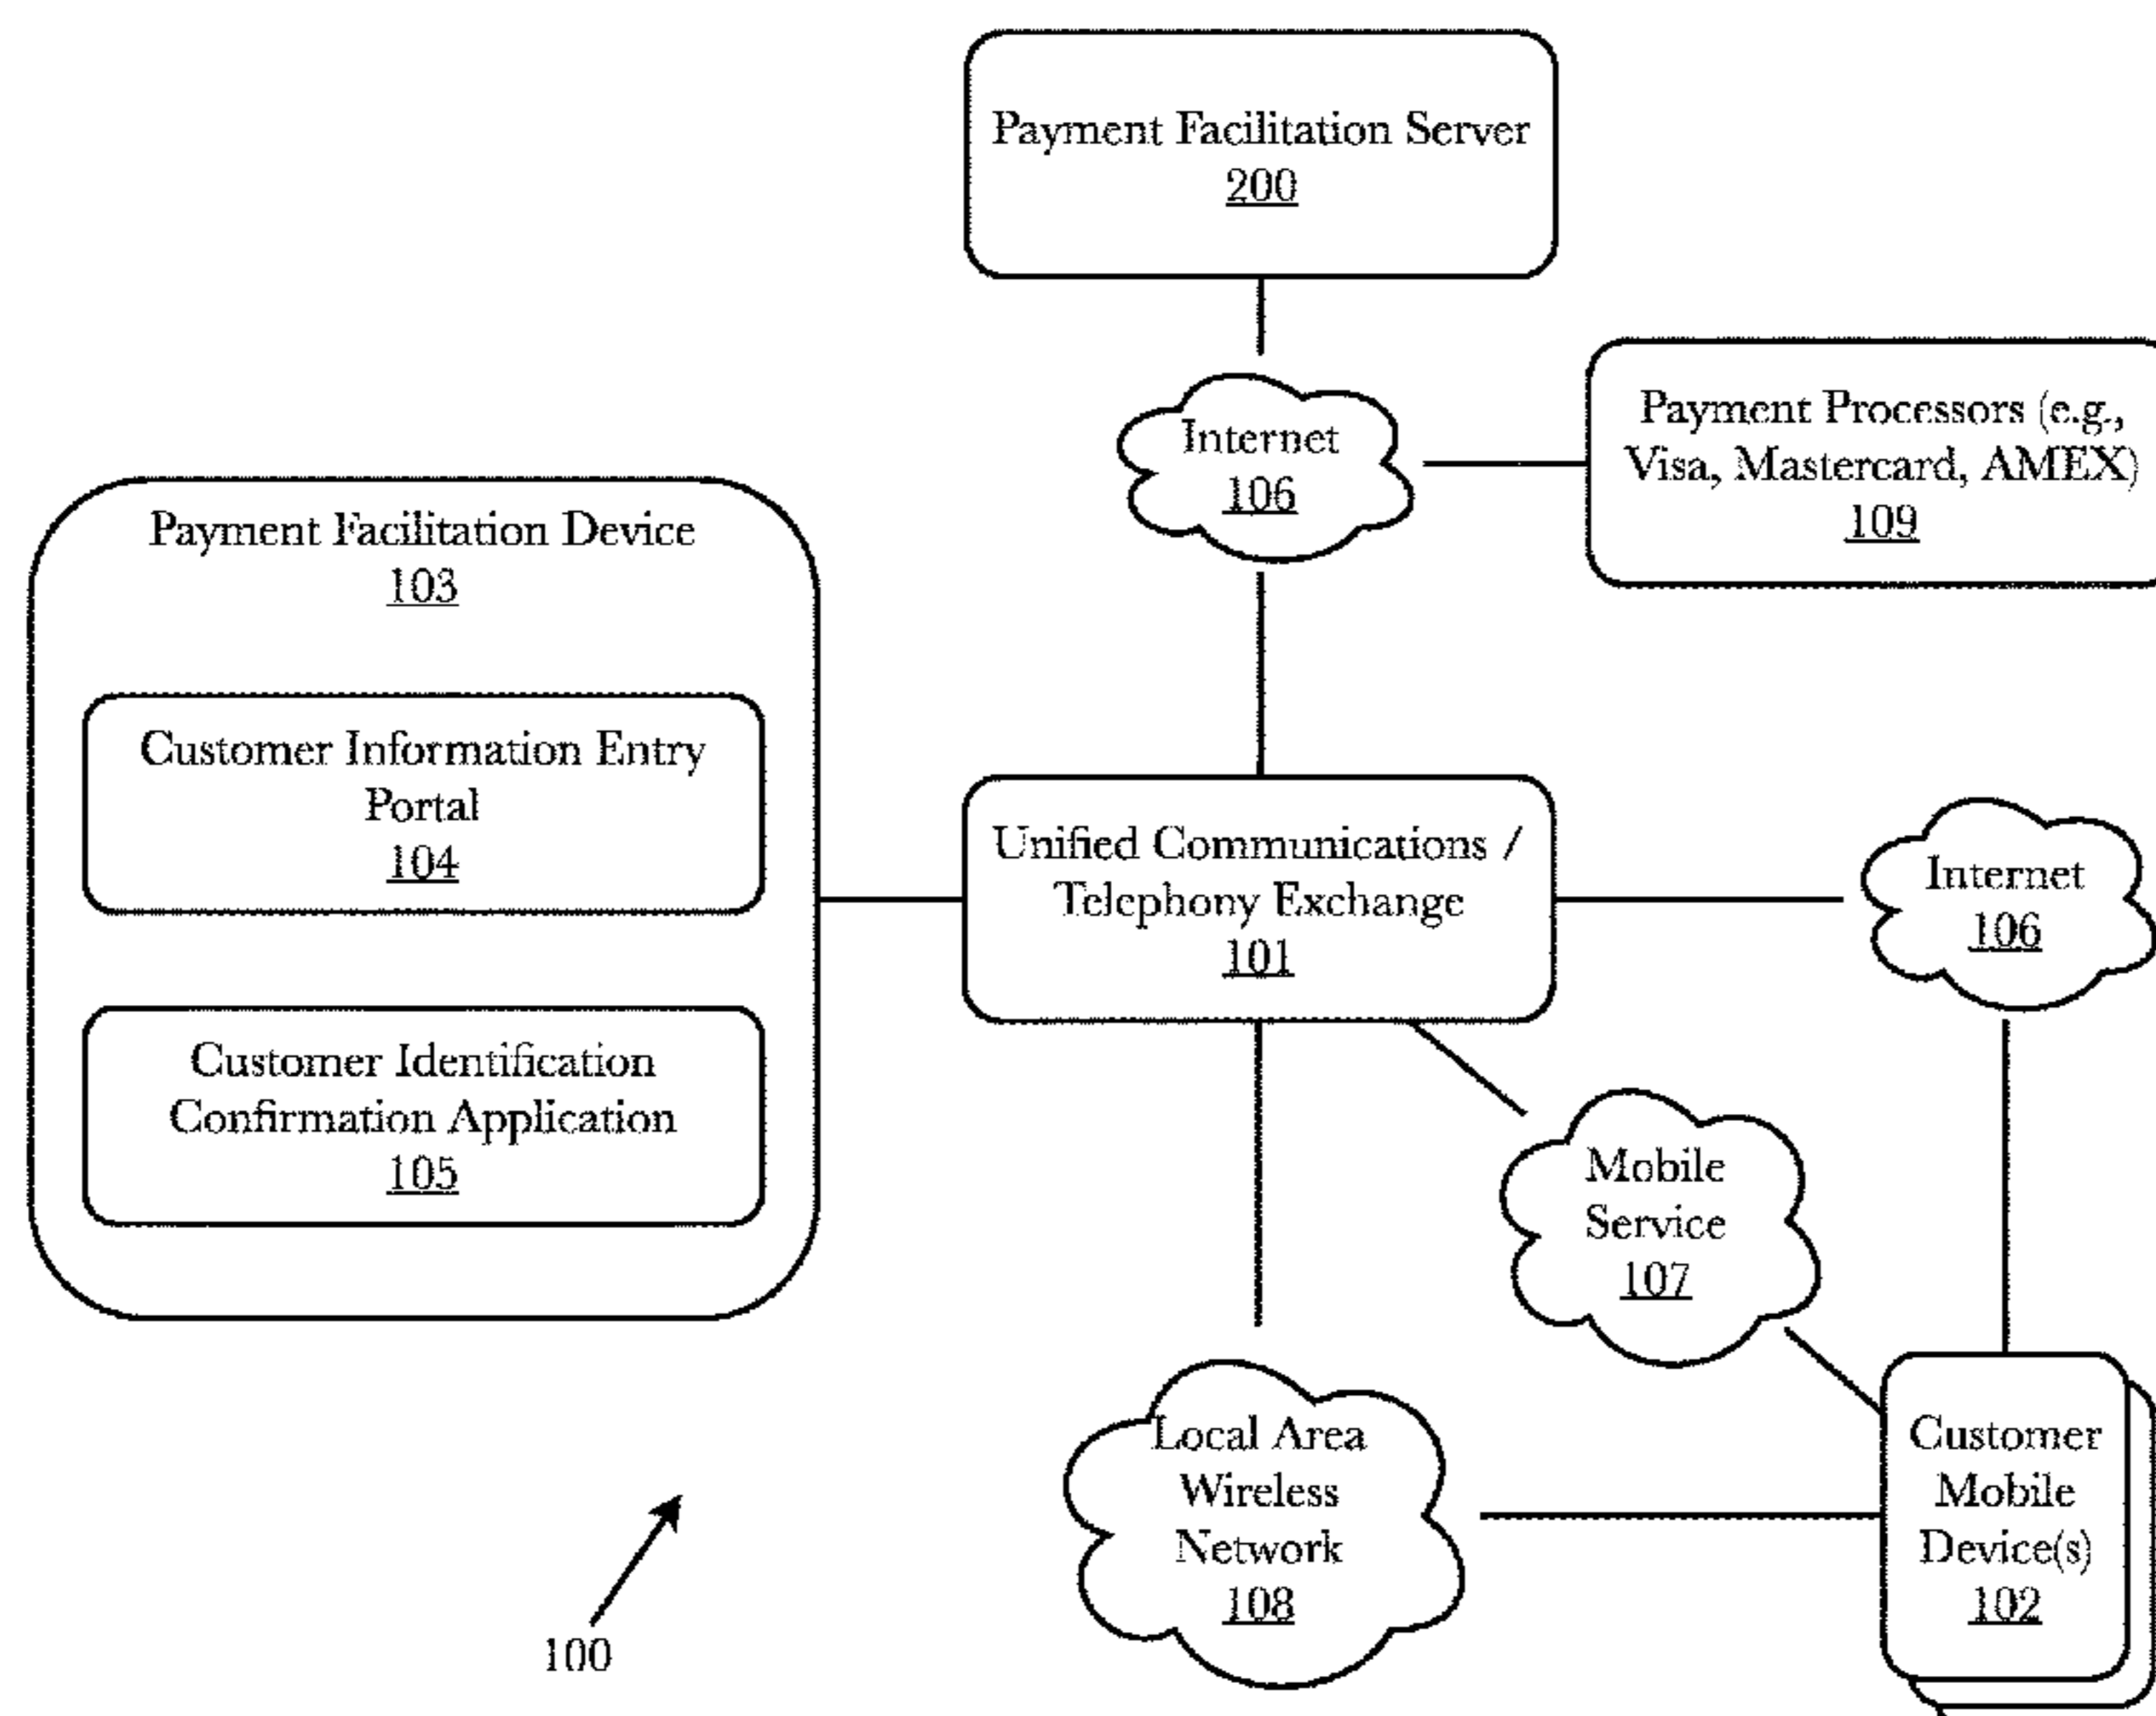 Payment Facilitation Server
200
Internet
106
Payment Processors (e.g.,
Visa, Mastercard, AMEX)
109
Payment Facilitation Device
103
Customer Information Entry
Portal
104
Customer Identification
Confirmation Application
105
Unified Communications /
Telephony Exchange
101
Internet
106
Mobile
Service
107
Local Area
Wireless
Network
108
Customer
Mobile
Device(s)
102
100